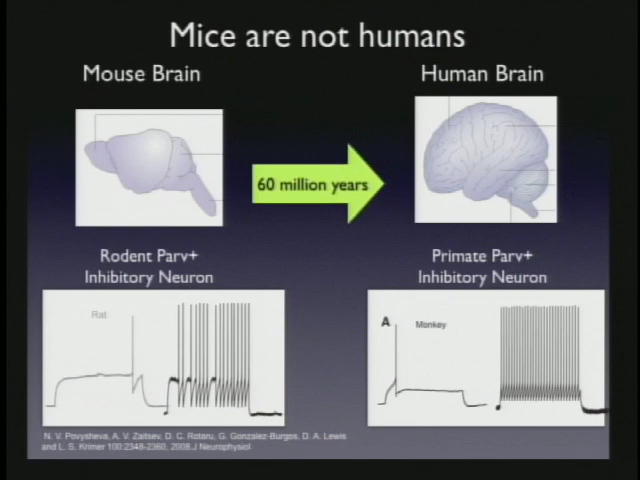 Mice are not humans
Mouse Brain
Human Brain
60 million years
Rodent Parv+
Inhibitory Neuron
Primate Parv+
Inhibitory Neuron
Rat
A
Monkey
N. V. Povysheva, A. V. Zaitsev, D. C. Rotaru, G. Gonzalez-Burgos, D. A. Lewis
and L. S. Krimer 100:2348-2360, 2008.J Neurophysiol